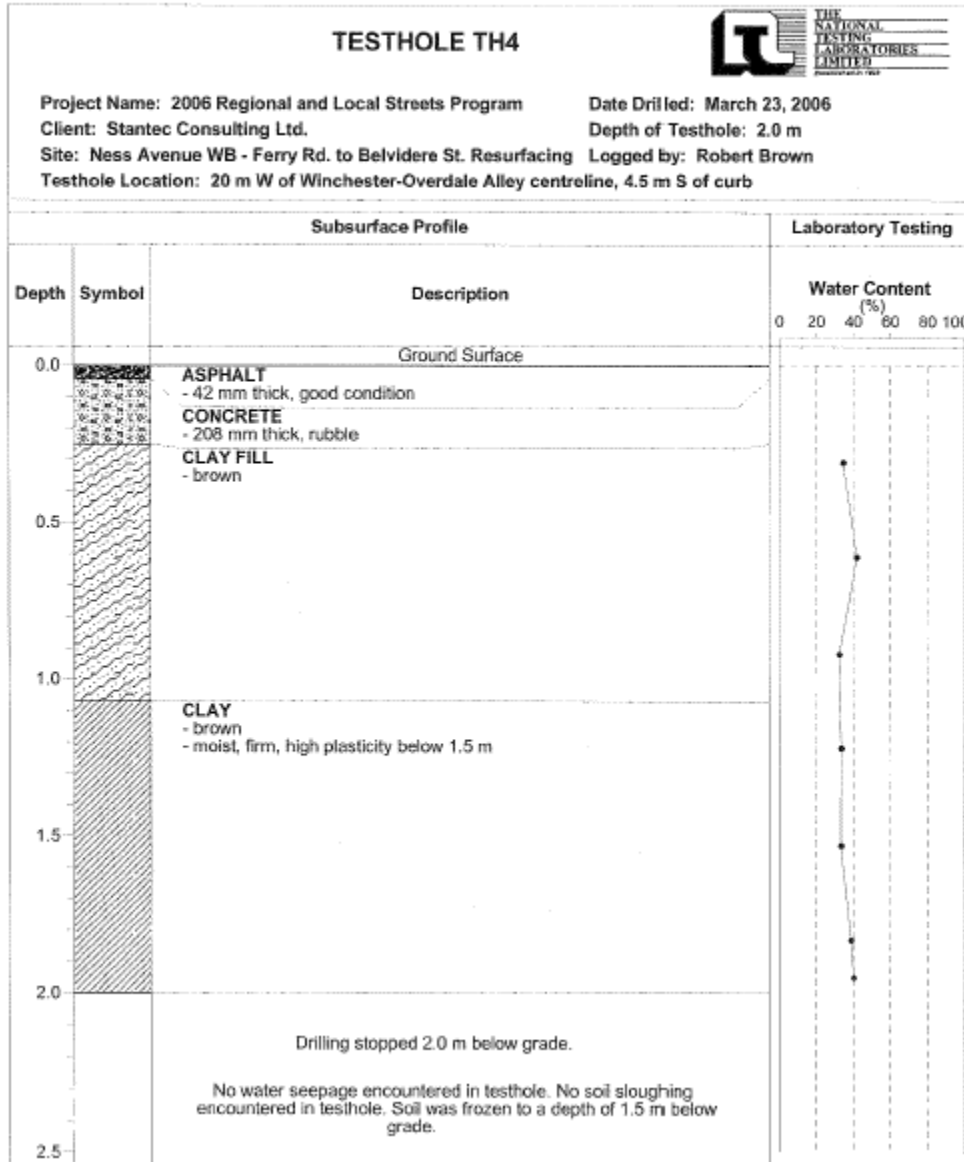 TESTHOLE TH4
THE
NATIONAL
TESTING
LABORATORIES
LIMITED
Project Name: 2006 Regional and Local Streets Program
Date Drilled: March 23, 2006
Client: Stantec Consulting Ltd.
Depth of Testhole: 2.0 m
Site: Ness Avenue WB - Ferry Rd. to Belvidere St. Resurfacing
Logged by: Robert Brown
Testhole Location: 20 m W of Winchester-Overdale Alley centreline, 4.5 m S of curb
Subsurface Profile
Laboratory Testing
Depth
Symbol
Description
Water Content
(%)
0 20 40 60 80 100
Ground Surface
0.0
ASPHALT
- 42 mm thick, good condition
CONCRETE
- 208 mm thick, rubble
CLAY FILL
- brown
0.5
1.0
CLAY
- brown
- moist, firm, high plasticity below 1.5 m
1.5
2.0
Drilling stopped 2.0 m below grade.
No water seepage encountered in testhole. No soil sloughing
encountered in testhole. Soil was frozen to a depth of 1.5 m below
grade.
2.5